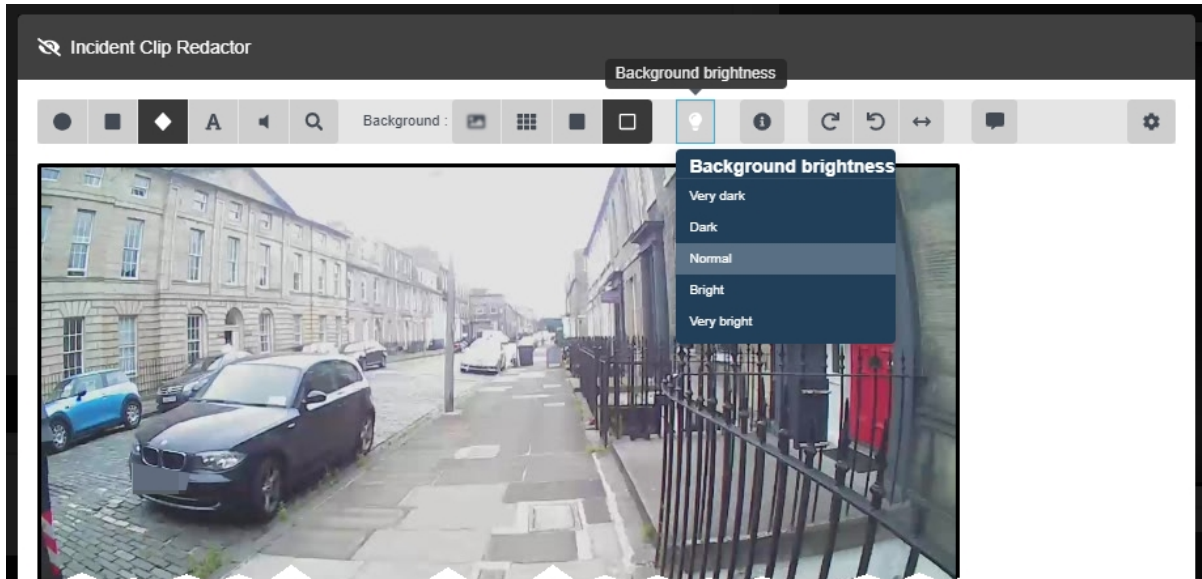 Incident Clip Redactor
Background brightness
A
Background :
Background brightness
Very dark
Dark
Normal
Bright
Very bright